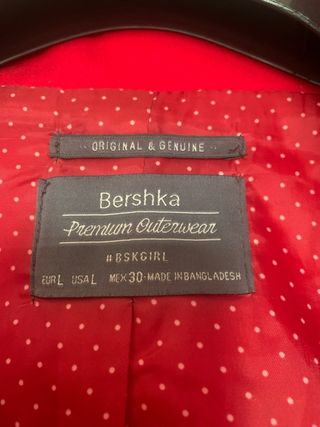 ORIGINAL & GENUINE
Bershka
Premium Outerwear
#BSKGIRL
EUR L USA L MEX 30 - MADE IN BANGLADESH